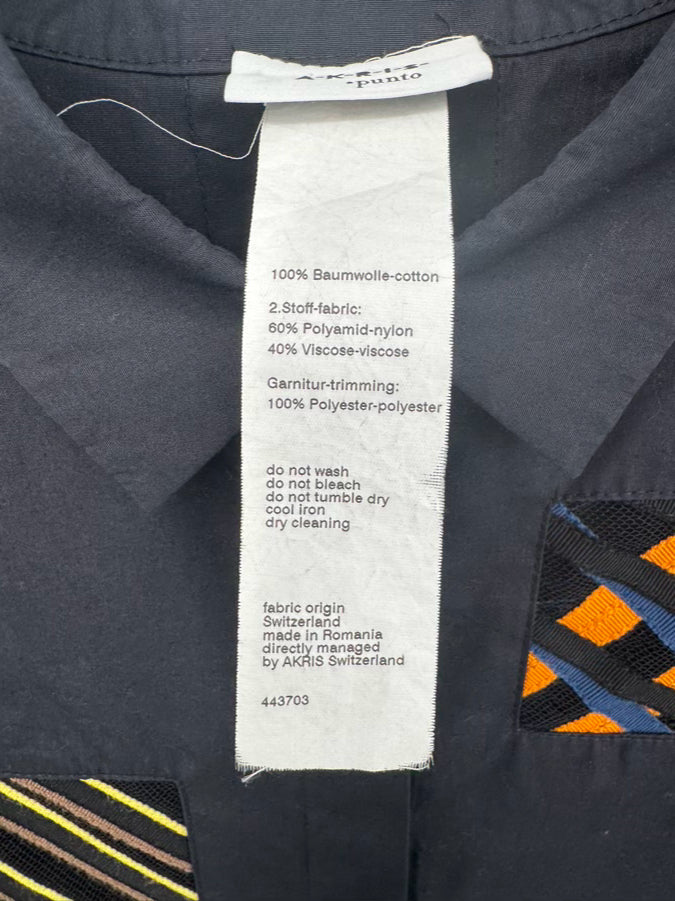 A-K-R-I-S-
-punto
100% Baumwolle-cotton
2.Stoff-fabric:
60% Polyamid-nylon
40% Viscose-viscose
Garnitur-trimming:
100% Polyester-polyester
do not wash
do not bleach
do not tumble dry
cool iron
dry cleaning
fabric origin
Switzerland
made in Romania
directly managed
by AKRIS Switzerland
443703